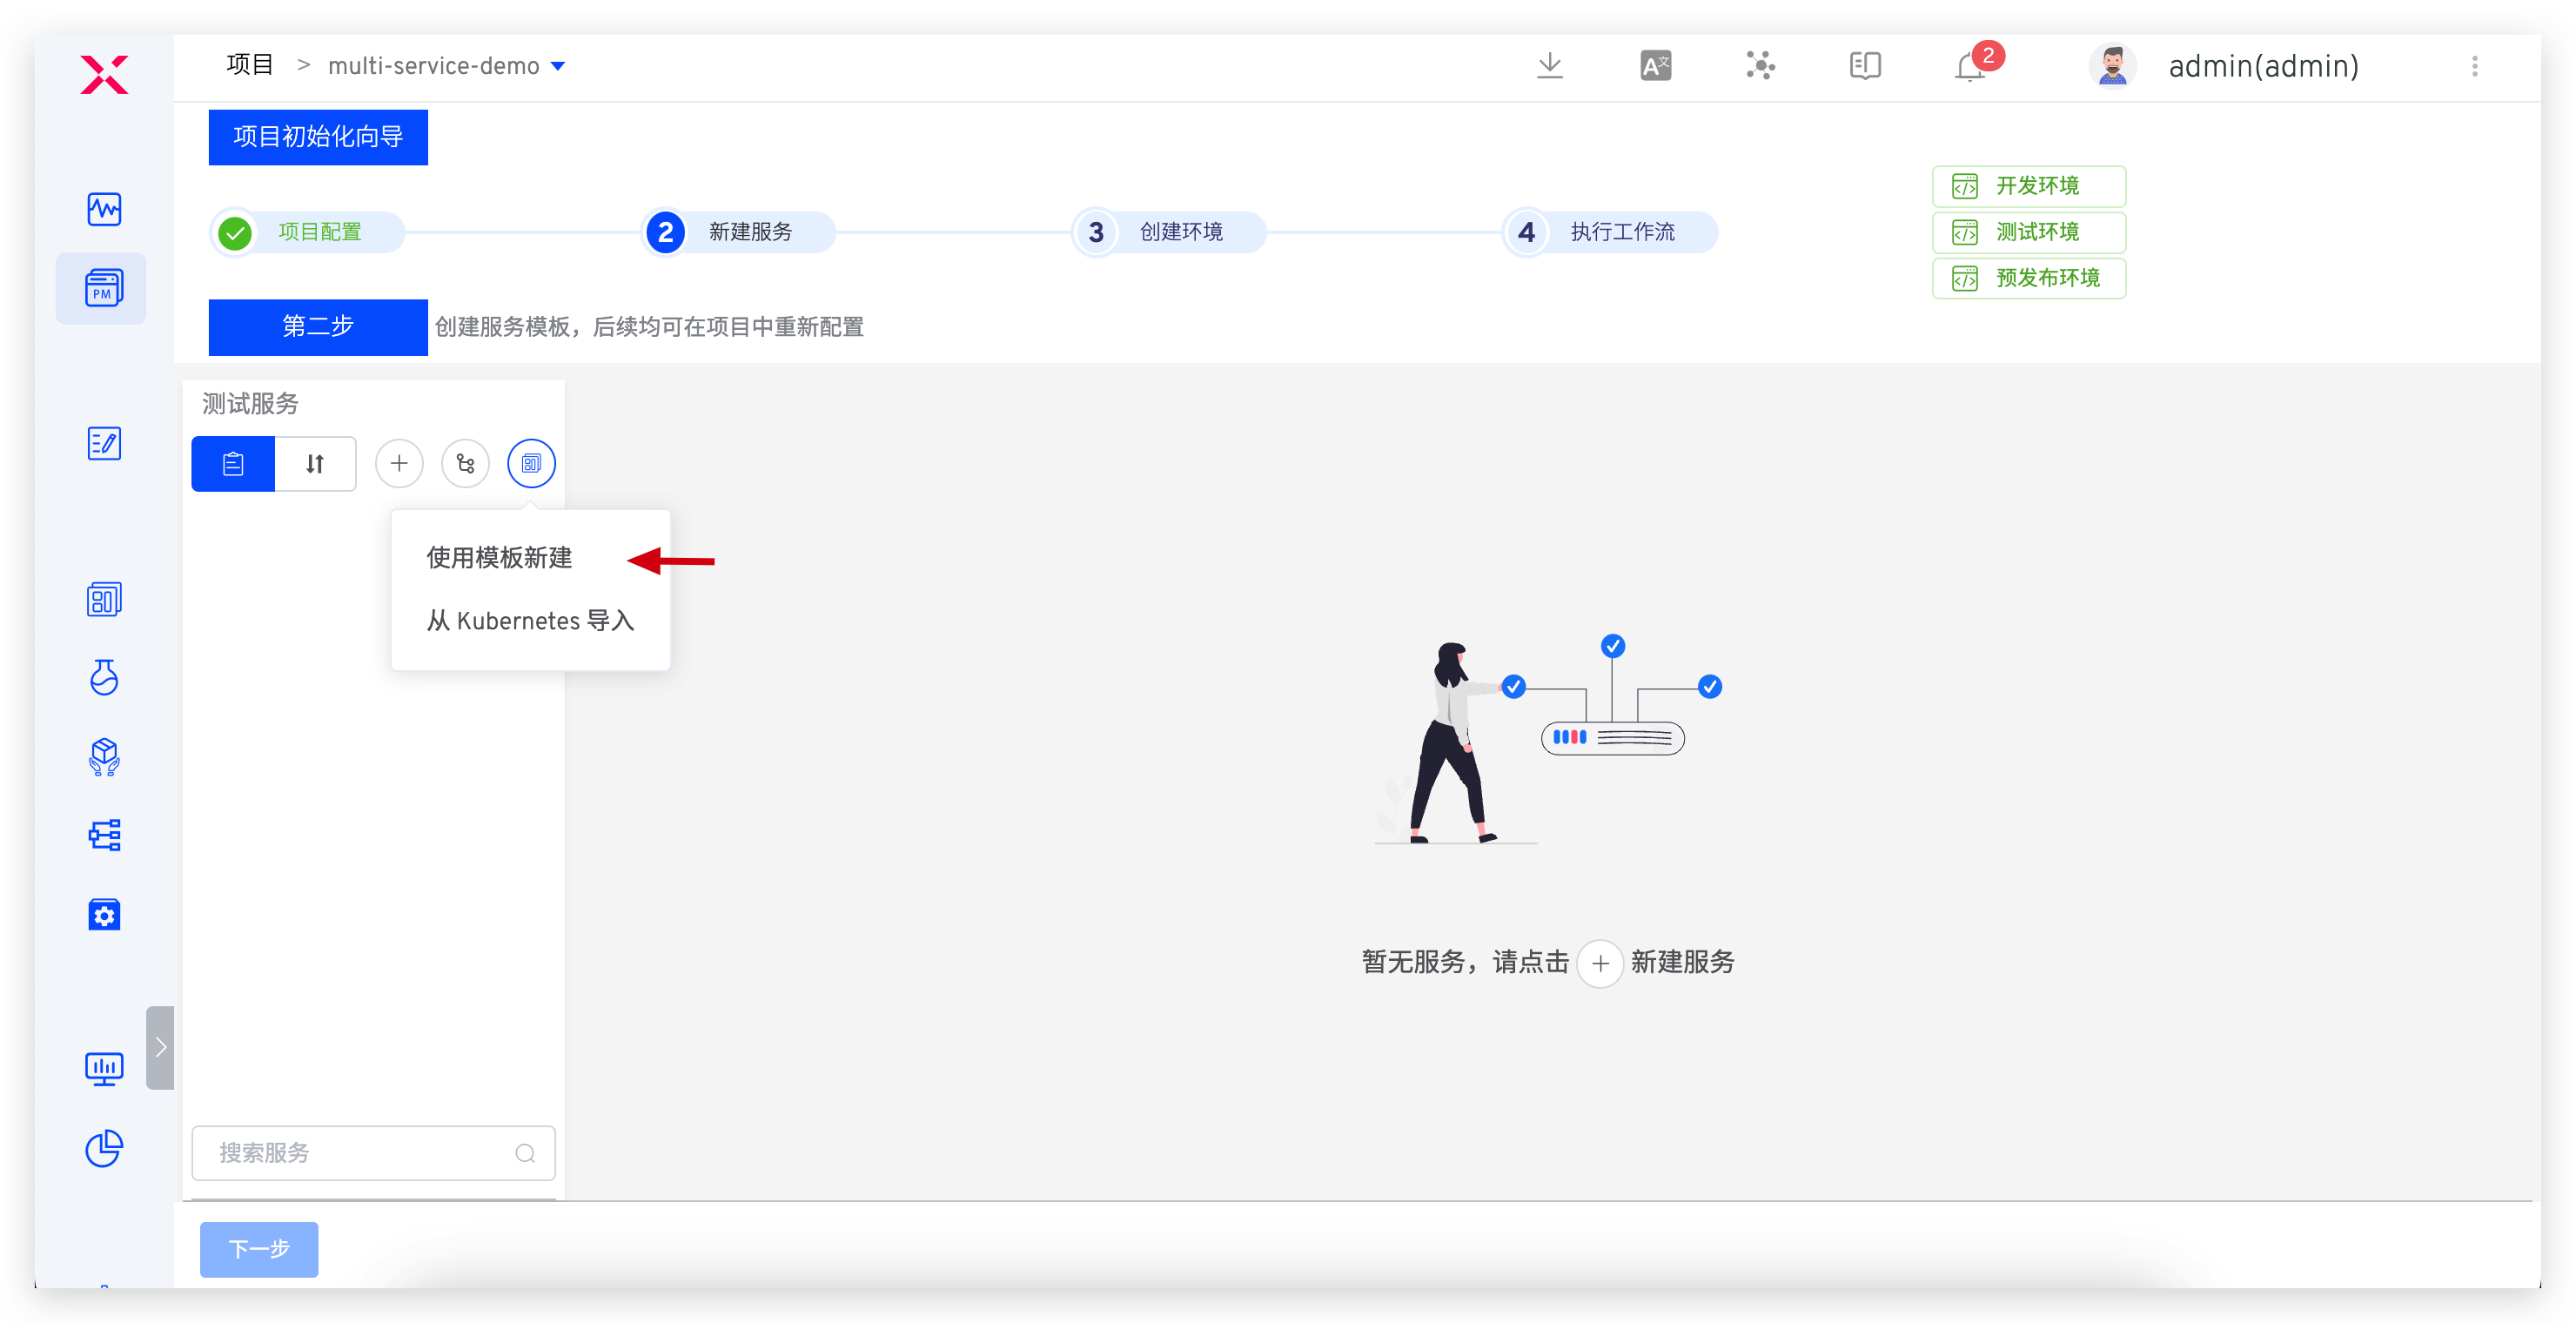 项目 > multi-service-demo
2
admin(admin)
项目初始化向导
项目配置
2 新建服务
3 创建环境
4 执行工作流
开发环境
测试环境
预发布环境
PM
第二步 创建服务模板，后续均可在项目中重新配置
测试服务
使用模板新建
从 Kubernetes 导入
暂无服务，请点击 + 新建服务
搜索服务
下一步